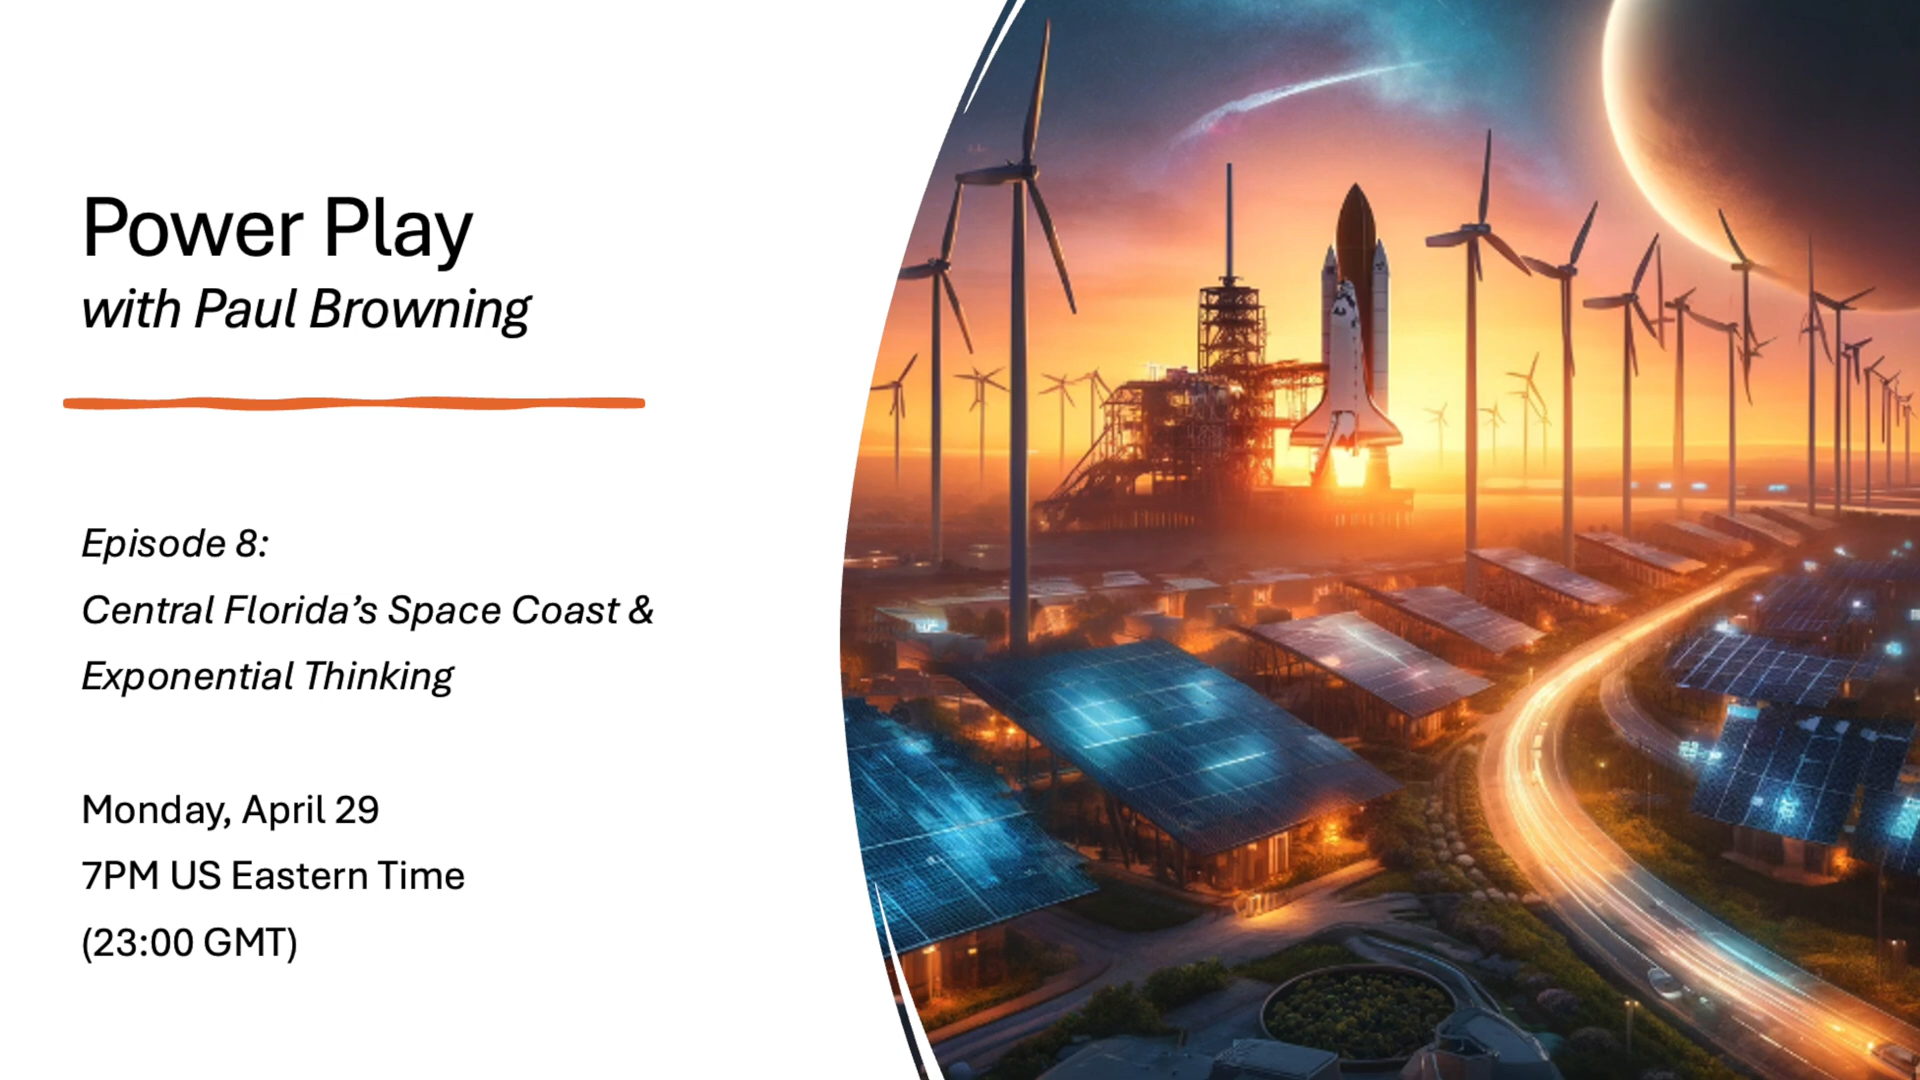 Power Play
with Paul Browning
Episode 8:
Central Florida’s Space Coast &
Exponential Thinking
Monday, April 29
7PM US Eastern Time
(23:00 GMT)